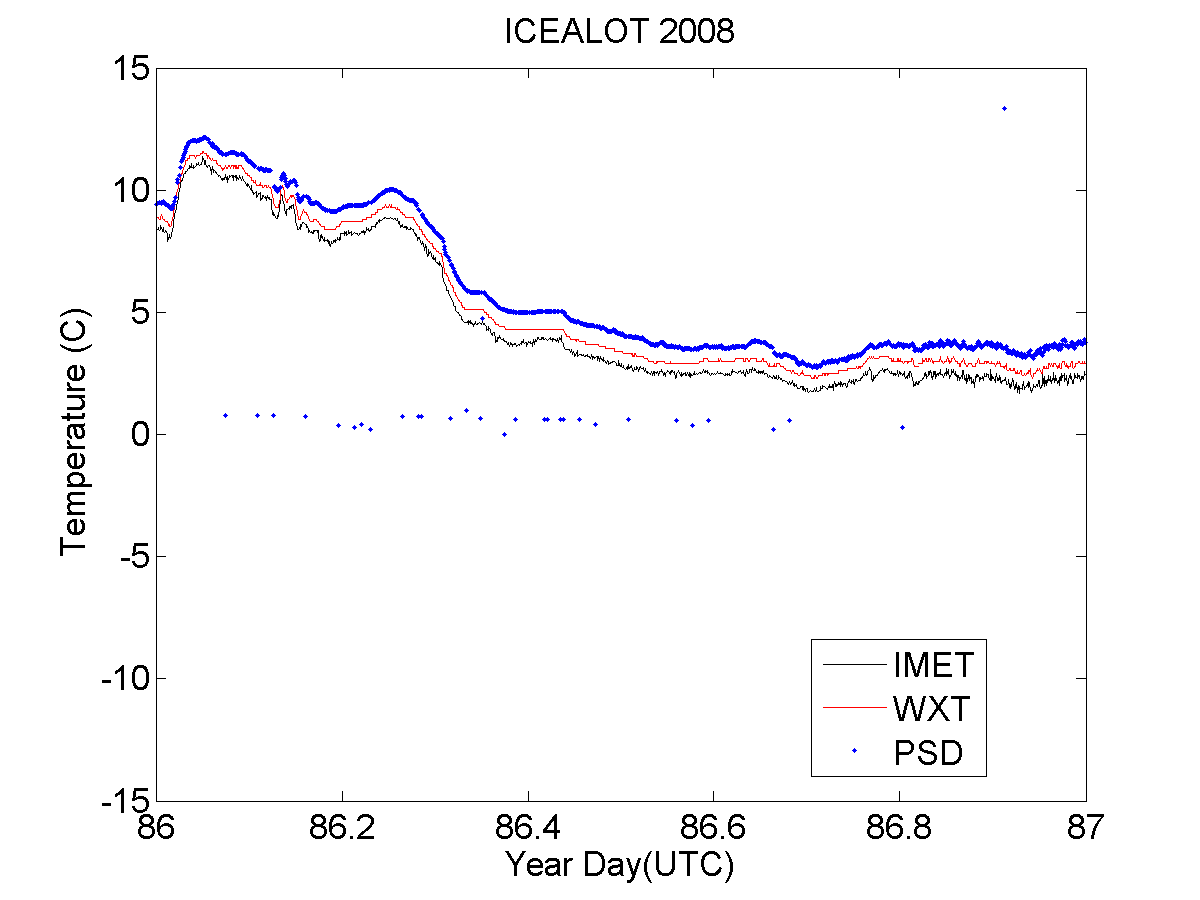 ICEALOT 2008
15
10
5
0
-5
-10
-15
Temperature (C)
IMET
WXT
PSD
86
86.2
86.4
86.6
86.8
87
Year Day(UTC)